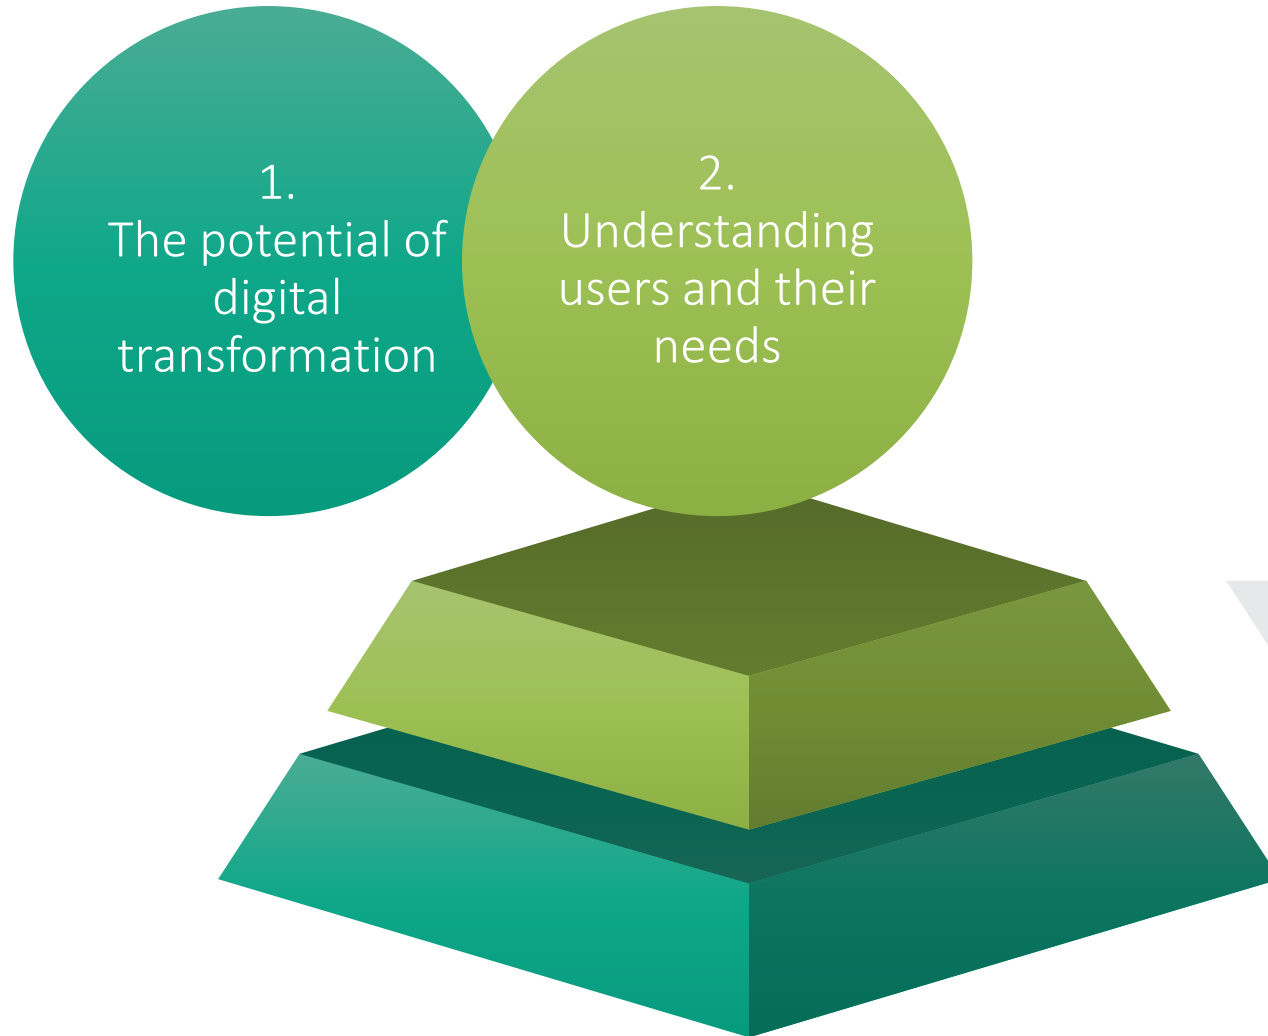 1.
The potential of
digital
transformation
2.
Understanding
users and their
needs